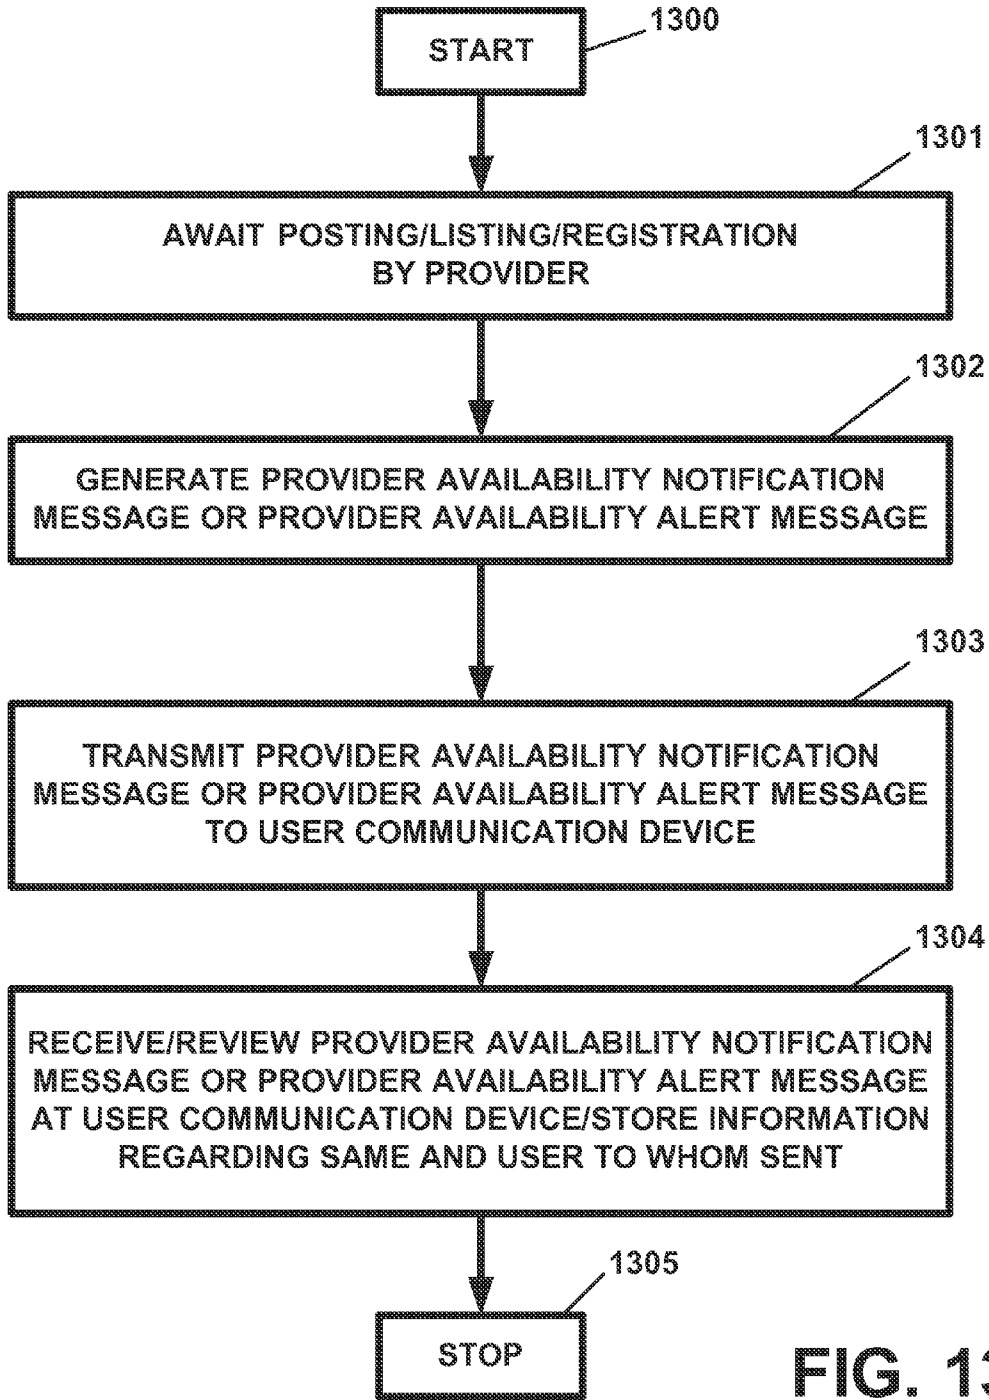 1300
START
1301
AWAIT POSTING/LISTING/REGISTRATION
BY PROVIDER
1302
GENERATE PROVIDER AVAILABILITY NOTIFICATION
MESSAGE OR PROVIDER AVAILABILITY ALERT MESSAGE
1303
TRANSMIT PROVIDER AVAILABILITY NOTIFICATION
MESSAGE OR PROVIDER AVAILABILITY ALERT MESSAGE
TO USER COMMUNICATION DEVICE
1304
RECEIVE/REVIEW PROVIDER AVAILABILITY NOTIFICATION
MESSAGE OR PROVIDER AVAILABILITY ALERT MESSAGE
AT USER COMMUNICATION DEVICE/STORE INFORMATION
REGARDING SAME AND USER TO WHOM SENT
1305
STOP
FIG. 13